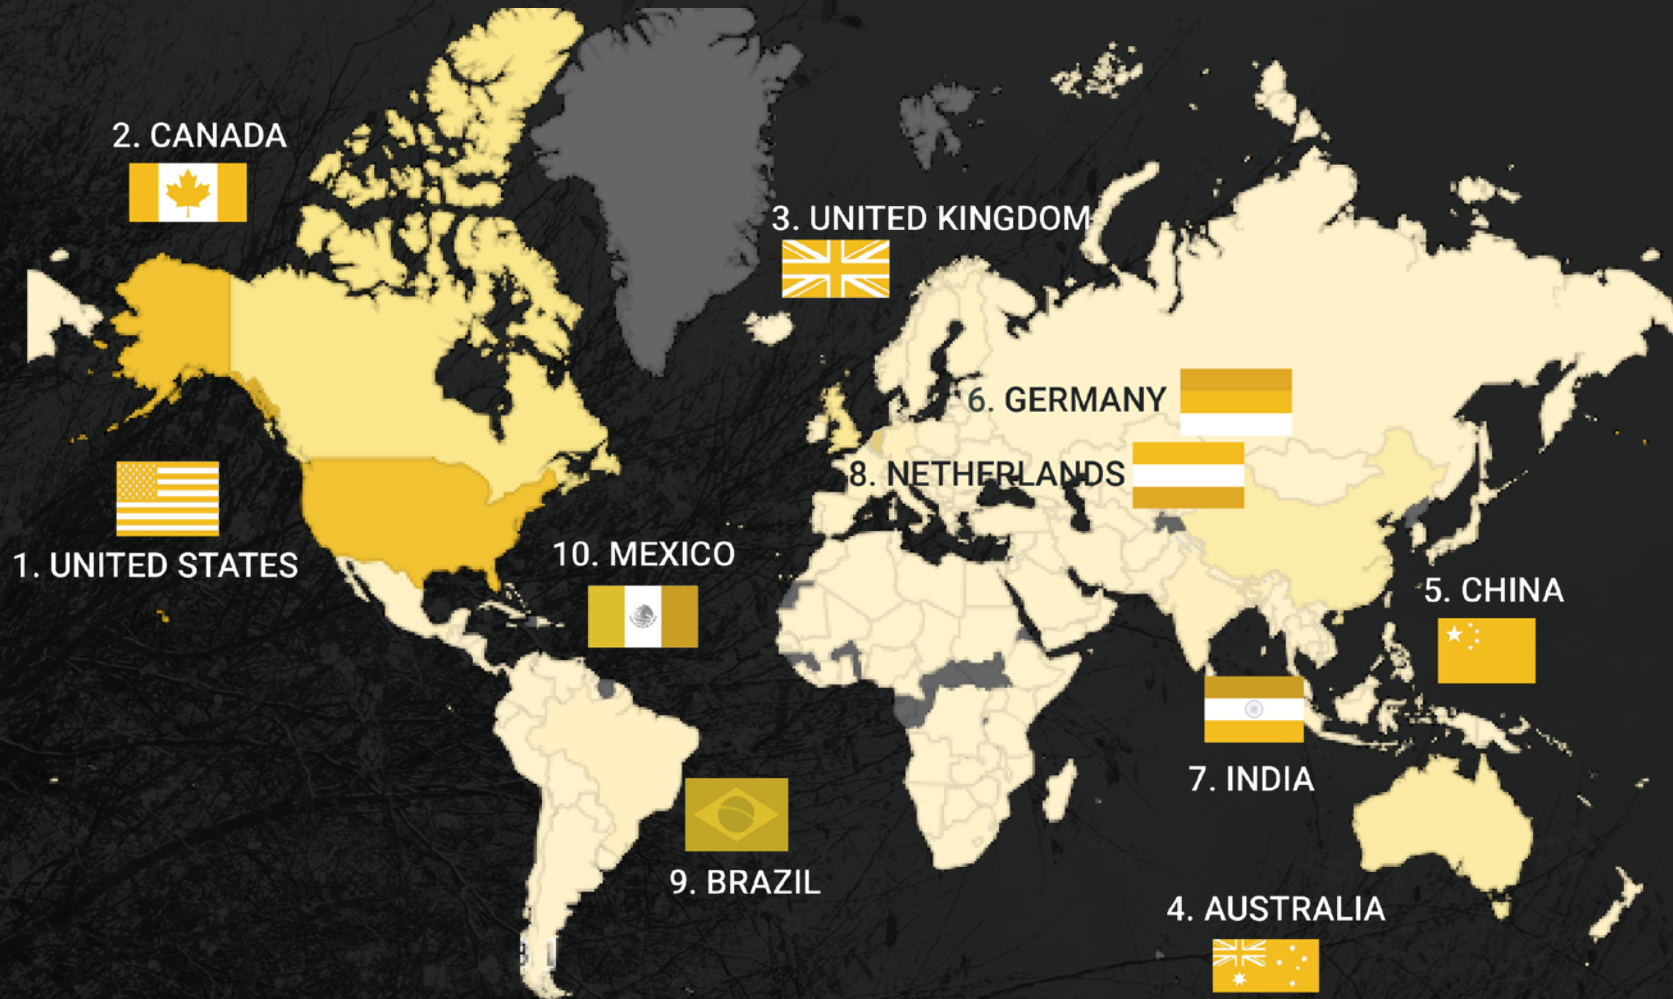 2. CANADA
3. UNITED KINGDOM
6. GERMANY
8. NETHERLANDS
1. UNITED STATES
10. MEXICO
5. CHINA
7. INDIA
9. BRAZIL
4. AUSTRALIA